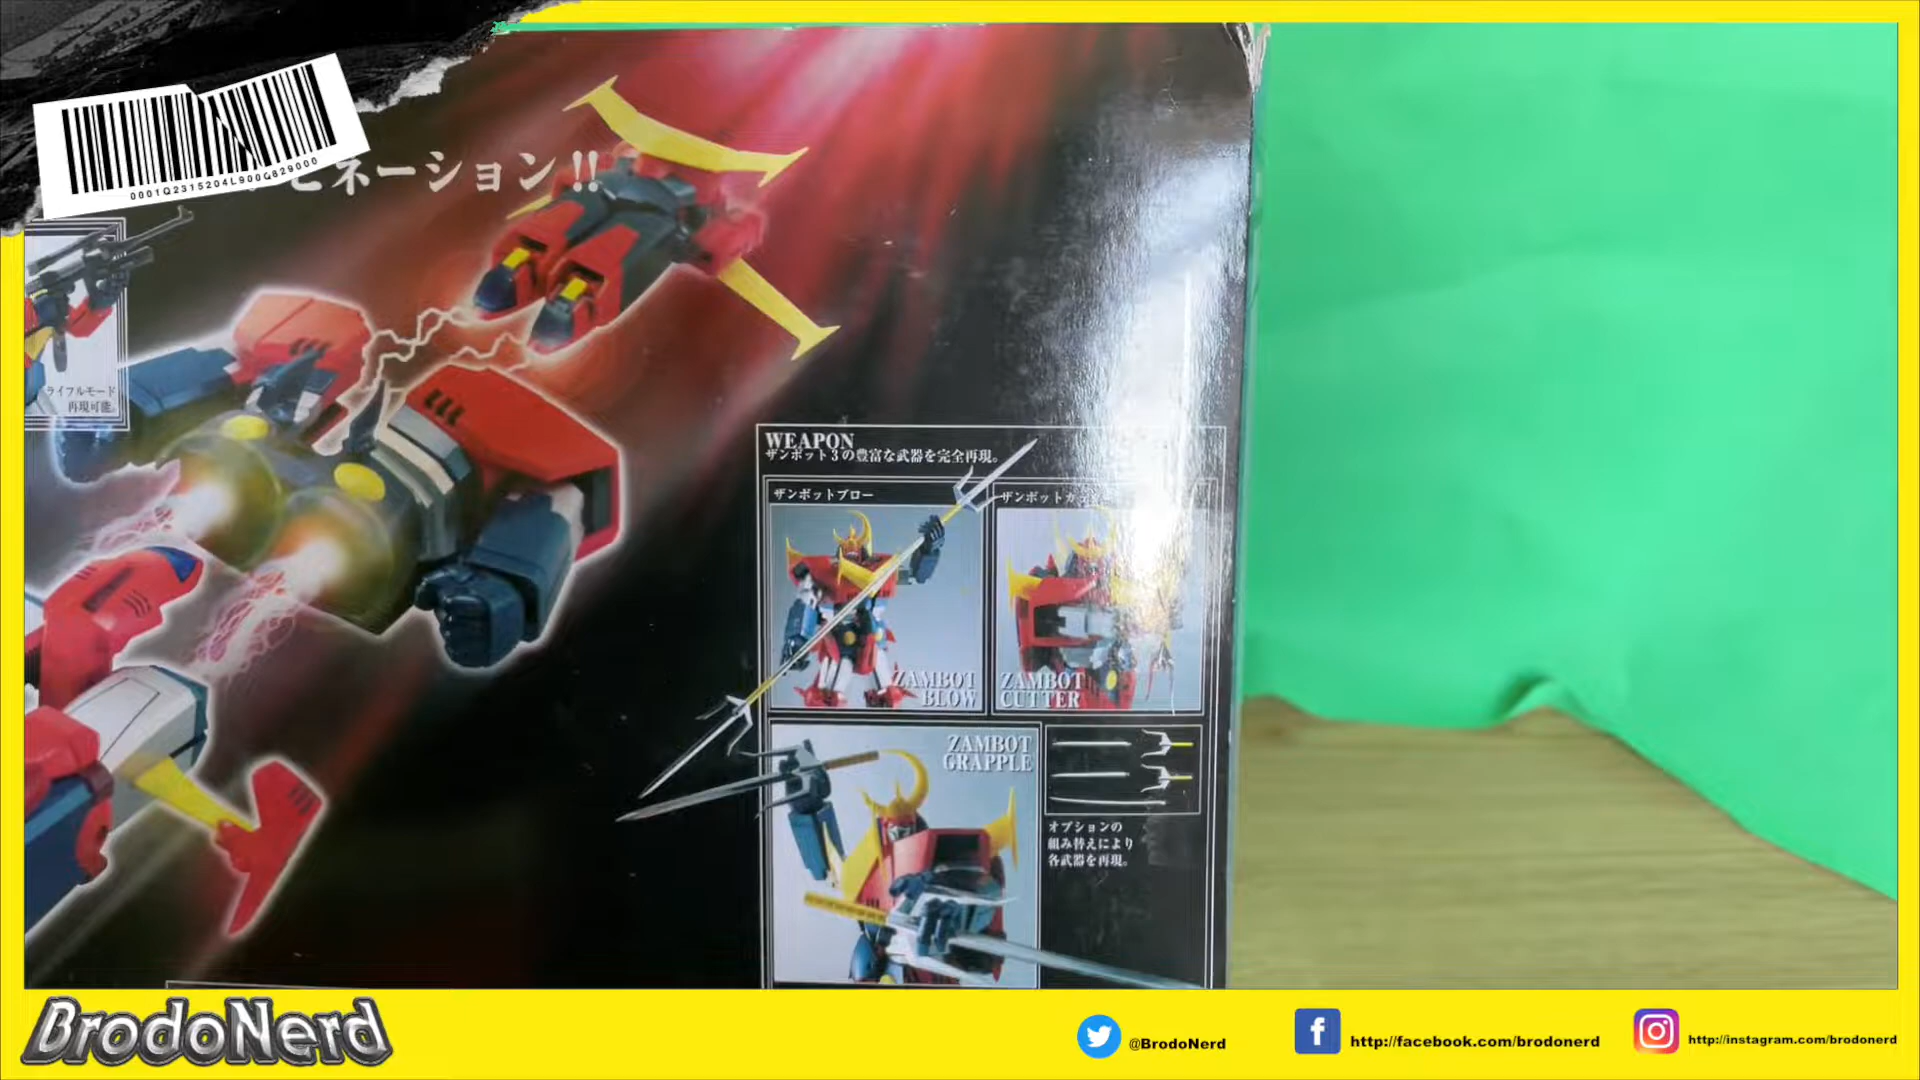 0001Q2315204L900Q829000
ビネーション!!
ライフルモード
再現可能。
WEAPON
ザンボット3の豊富な武器を完全再現。
ザンボットブロー
ザンボットカ
ZAMBOT
BLOW
ZAMBOT
CUTTER
ZAMBOT
GRAPPLE
オプションの
組み替えにより
各武器を再現。
BrodoNerd
@BrodoNerd
http://facebook.com/brodonerd
http://instagram.com/brodonerd